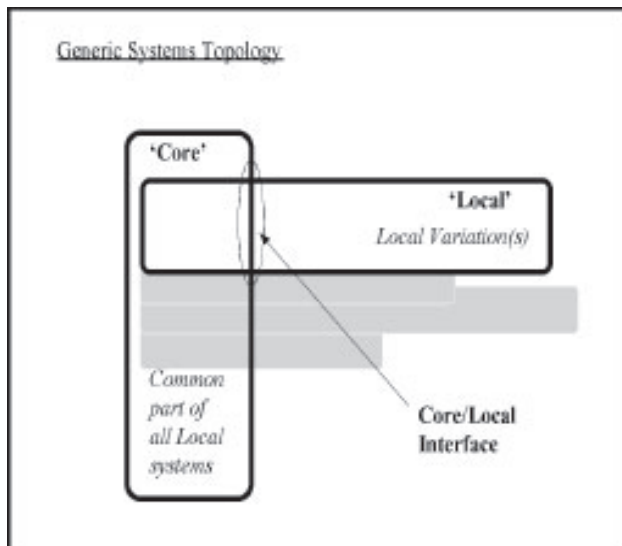 Generic Systems Topology
‘Core’
‘Local’
Local Variation(s)
Common
part of
all Local
systems
Core/Local
Interface